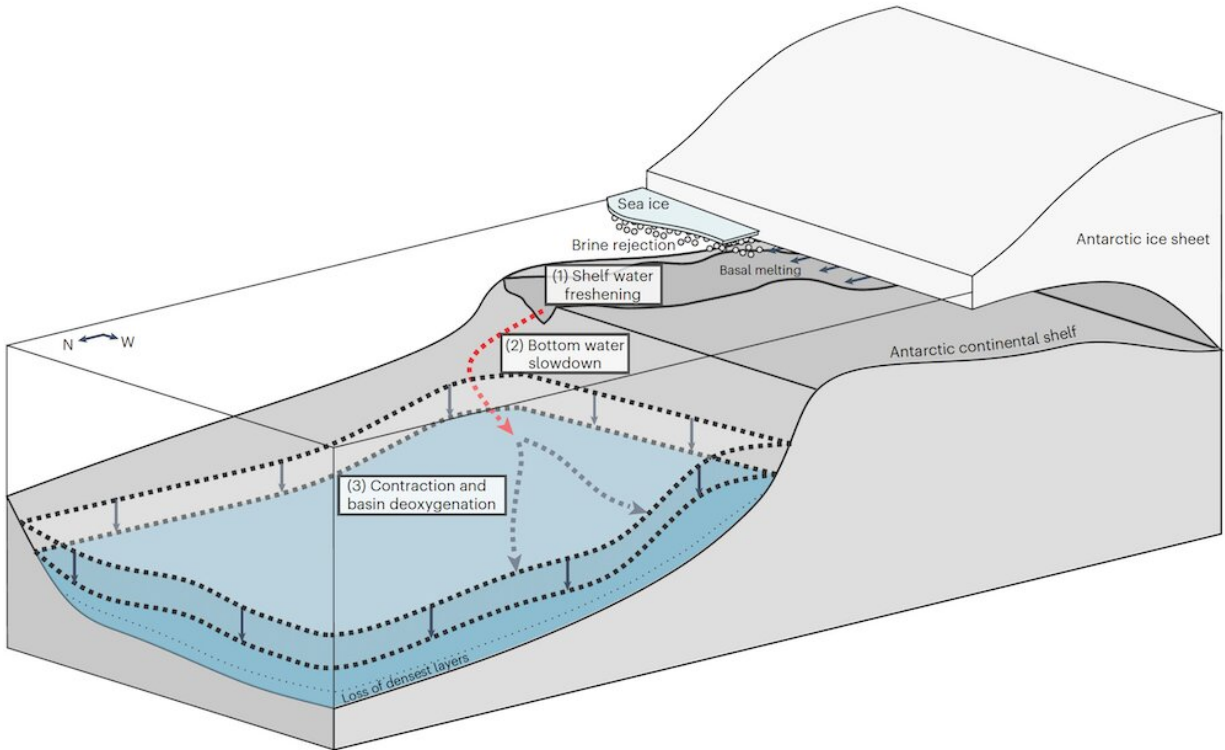 Sea ice
Antarctic ice sheet
Brine rejection
Basal melting
(1) Shelf water
freshening
N W
(2) Bottom water
slowdown
Antarctic continental shelf
(3) Contraction and
basin deoxygenation
Loss of densest layers